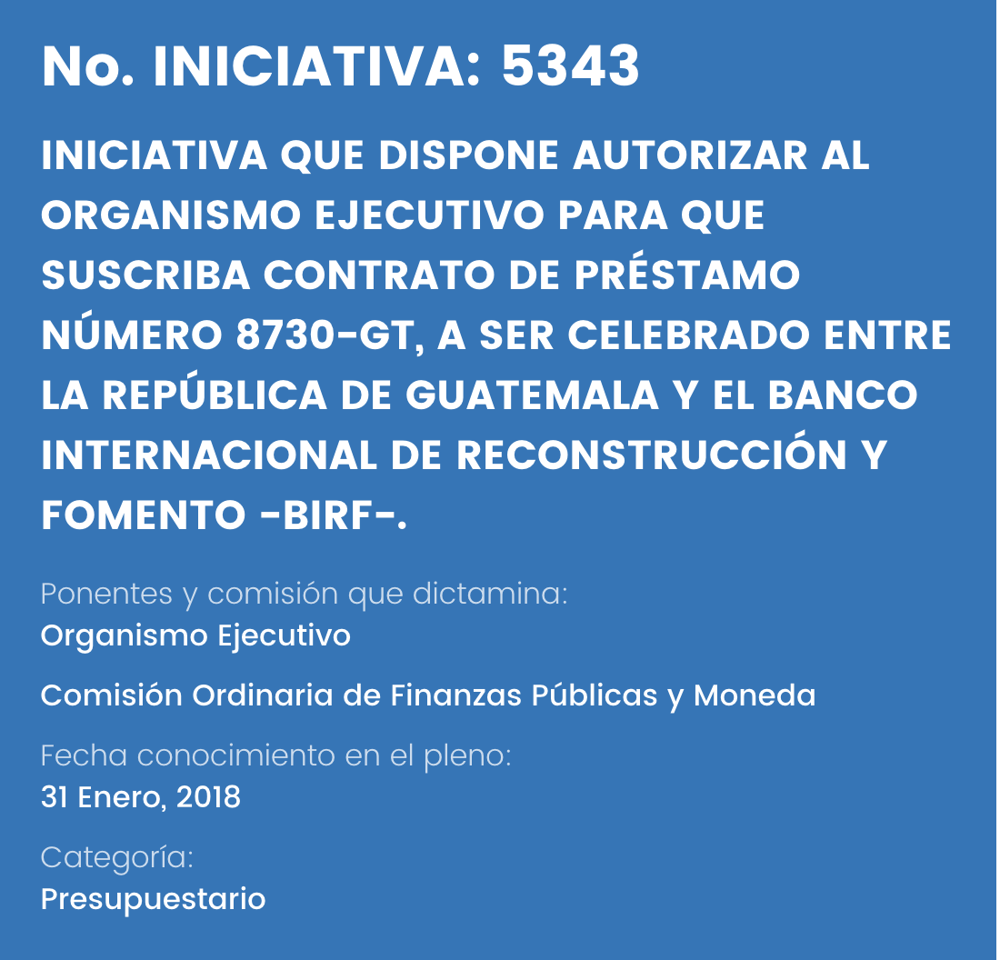 No. INICIATIVA: 5343
INICIATIVA QUE DISPONE AUTORIZAR AL
ORGANISMO EJECUTIVO PARA QUE
SUSCRIBA CONTRATO DE PRÉSTAMO
NÚMERO 8730-GT, A SER CELEBRADO ENTRE
LA REPÚBLICA DE GUATEMALA Y EL BANCO
INTERNACIONAL DE RECONSTRUCCIÓN Y
FOMENTO -BIRF-.
Ponentes y comisión que dictamina:
Organismo Ejecutivo
Comisión Ordinaria de Finanzas Públicas y Moneda
Fecha conocimiento en el pleno:
31 Enero, 2018
Categoría:
Presupuestario